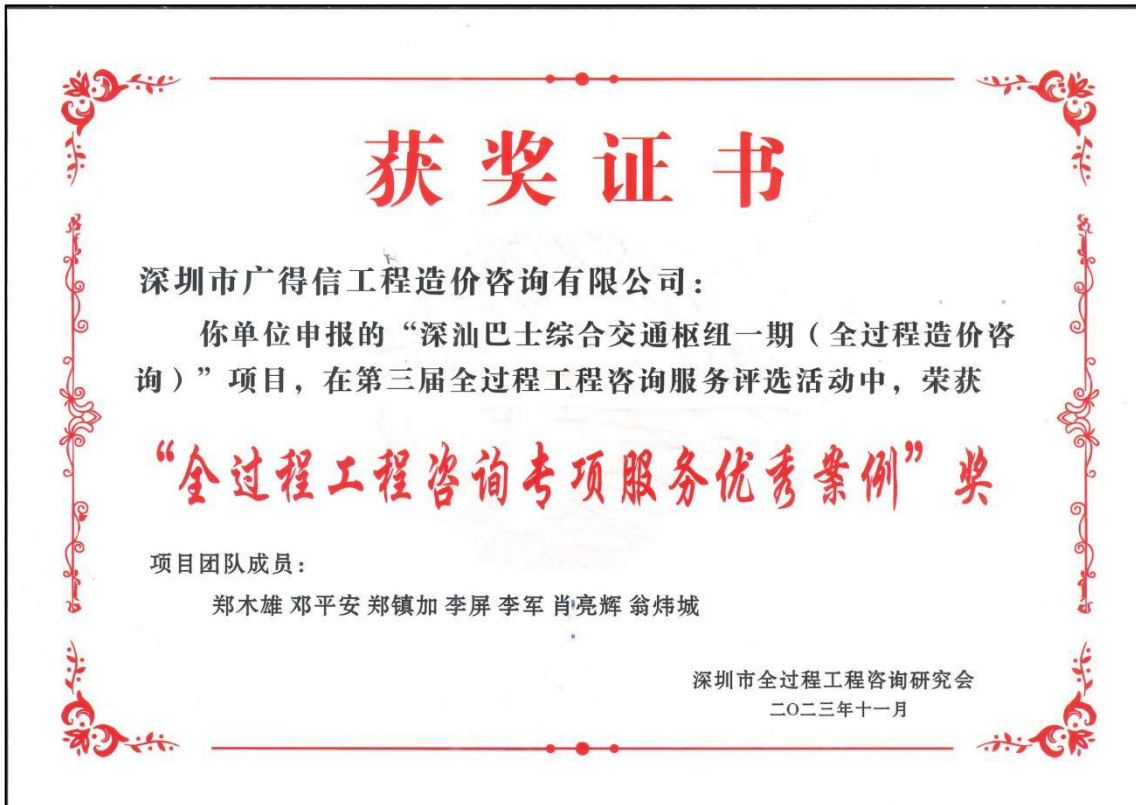 获奖证书
深圳市广得信工程造价咨询有限公司：
你单位申报的“深汕巴士综合交通枢纽一期（全过程造价咨
询）”项目，在第三届全过程工程咨询服务评选活动中，荣获
“全过程工程咨询专项服务优秀案例”奖
项目团队成员：
郑木雄 邓平安 郑镇加 李屏 李军 肖亮辉 翁炜城
深圳市全过程工程咨询研究会
二〇二三年十一月